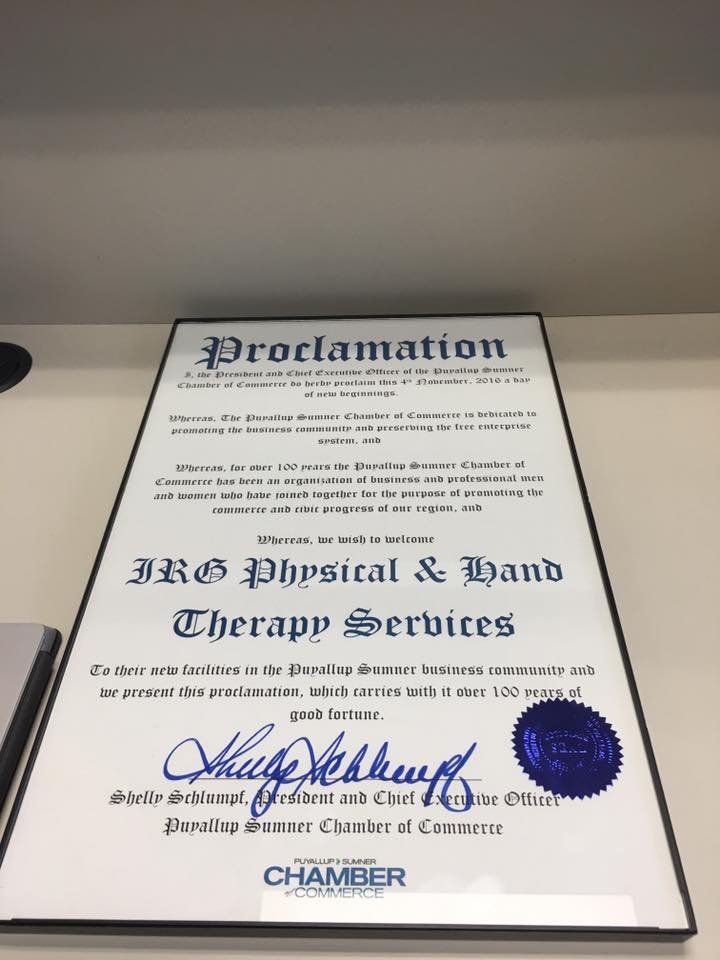 Proclamation
I, the President and Chief Executive Officer of the Puyallup Sumner
Chamber of Commerce do herby proclaim this 4th November, 2016 a day
of new beginnings.
Whereas, The Puyallup Sumner Chamber of Commerce is dedicated to
promoting the business community and preserving the free enterprise
system, and
Whereas, for over 100 years the Puyallup Sumner Chamber of
Commerce has been an organization of business and professional men
and women who have joined together for the purpose of promoting the
commerce and civic progress of our region, and
Whereas, we wish to welcome
IRG Physical & Hand
Therapy Services
To their new facilities in the Puyallup Sumner business community and
we present this proclamation, which carries with it over 100 years of
good fortune.
Shelly Schlumpf
Shelly Schlumpf, President and Chief Executive Officer
Puyallup Sumner Chamber of Commerce
PUYALLUP SUMNER
CHAMBER
of COMMERCE